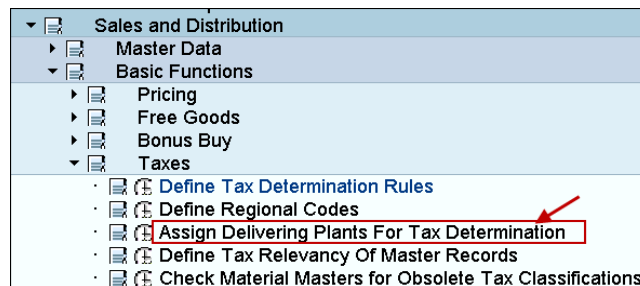 Sales and Distribution
Master Data
Basic Functions
Pricing
Free Goods
Bonus Buy
Taxes
Define Tax Determination Rules
Define Regional Codes
Assign Delivering Plants For Tax Determination
Define Tax Relevancy Of Master Records
Check Material Masters for Obsolete Tax Classifications